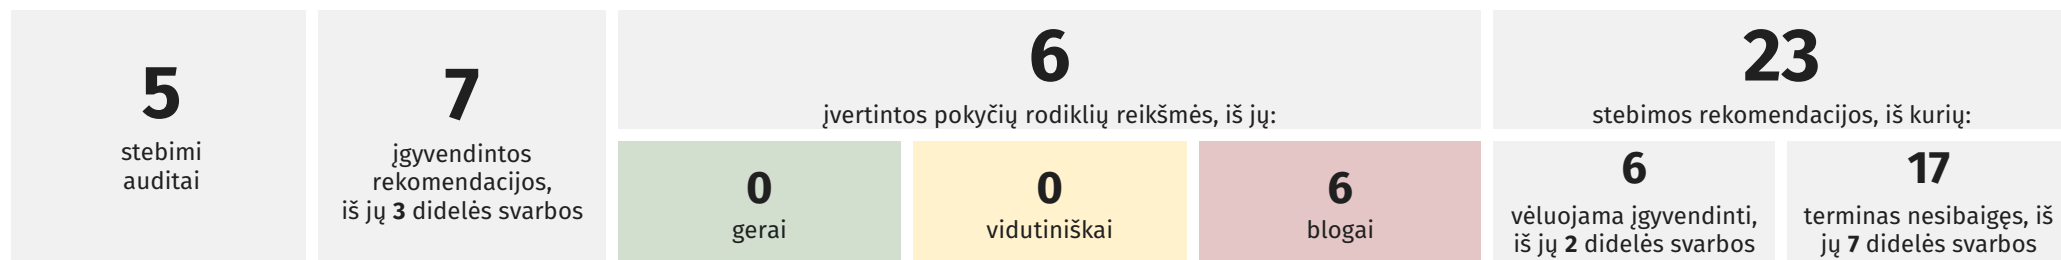 5
stebimi
auditai
7
įgyvendintos
rekomendacijos,
iš jų 3 didelės svarbos
6
įvertintos pokyčių rodiklių reikšmės, iš jų:
0
gerai
0
vidutiniškai
6
blogai
23
stebimos rekomendacijos, iš kurių:
6
vėluojama įgyvendinti,
iš jų 2 didelės svarbos
17
terminas nesibaigęs, iš
jų 7 didelės svarbos